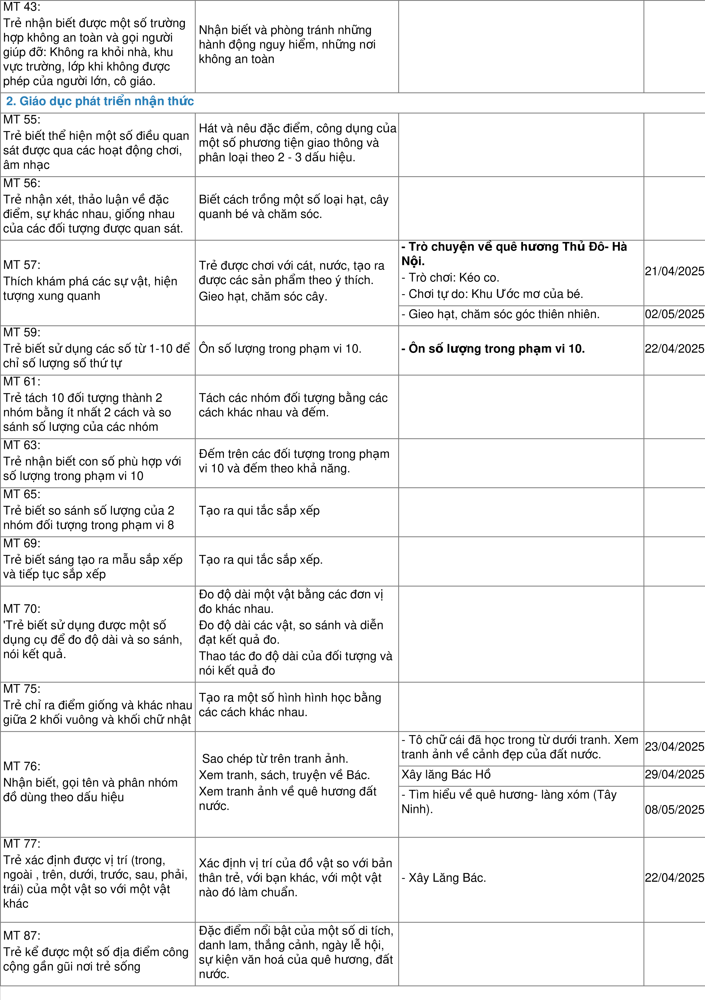 MT 43:
Trẻ nhận biết được một số trường
hợp không an toàn và gọi người
giúp đỡ: Không ra khỏi nhà, khu
vực trường, lớp khi không được
phép của người lớn, cô giáo.
Nhận biết và phòng tránh những
hành động nguy hiểm, những nơi
không an toàn
2. Giáo dục phát triển nhận thức
MT 55:
Trẻ biết thể hiện một số điều quan
sát được qua các hoạt động chơi,
âm nhạc
Hát và nêu đặc điểm, công dụng của
một số phương tiện giao thông và
phân loại theo 2 - 3 dấu hiệu.
MT 56:
Trẻ nhận xét, thảo luận về đặc
điểm, sự khác nhau, giống nhau
của các đối tượng được quan sát.
Biết cách trồng một số loại hạt, cây
quanh bé và chăm sóc.
MT 57:
Thích khám phá các sự vật, hiện
tượng xung quanh
Trẻ được chơi với cát, nước, tạo ra
được các sản phẩm theo ý thích.
Gieo hạt, chăm sóc cây.
- Trò chuyện về quê hương Thủ Đô- Hà
Nội.
- Trò chơi: Kéo co.
- Chơi tự do: Khu Ước mơ của bé.
21/04/2025
- Gieo hạt, chăm sóc góc thiên nhiên.
02/05/2025
MT 59:
Trẻ biết sử dụng các số từ 1-10 để
chỉ số lượng số thứ tự
Ôn số lượng trong phạm vi 10.
- Ôn số lượng trong phạm vi 10.
22/04/2025
MT 61:
Trẻ tách 10 đối tượng thành 2
nhóm bằng ít nhất 2 cách và so
sánh số lượng của các nhóm
Tách các nhóm đối tượng bằng các
cách khác nhau và đếm.
MT 63:
Trẻ nhận biết con số phù hợp với
số lượng trong phạm vi 10
Đếm trên các đối tượng trong phạm
vi 10 và đếm theo khả năng.
MT 65:
Trẻ biết so sánh số lượng của 2
nhóm đối tượng trong phạm vi 8
Tạo ra qui tắc sắp xếp
MT 69:
Trẻ biết sáng tạo ra mẫu sắp xếp
và tiếp tục sắp xếp
Tạo ra qui tắc sắp xếp.
MT 70:
'Trẻ biết sử dụng được một số
dụng cụ để đo độ dài và so sánh,
nói kết quả.
Đo độ dài một vật bằng các đơn vị
đo khác nhau.
Đo độ dài các vật, so sánh và diễn
đạt kết quả đo.
Thao tác đo độ dài của đối tượng và
nói kết quả đo
MT 75:
Trẻ chỉ ra điểm giống và khác nhau
giữa 2 khối vuông và khối chữ nhật
Tạo ra một số hình hình học bằng
các cách khác nhau.
MT 76:
Nhận biết, gọi tên và phân nhóm
đồ dùng theo dấu hiệu
Sao chép từ trên tranh ảnh.
Xem tranh, sách, truyện về Bác.
Xem tranh ảnh về quê hương đất
nước.
- Tô chữ cái đã học trong từ dưới tranh. Xem
tranh ảnh về cảnh đẹp của đất nước.
23/04/2025
Xây lăng Bác Hồ
29/04/2025
- Tìm hiểu về quê hương- làng xóm (Tây
Ninh).
08/05/2025
MT 77:
Trẻ xác định được vị trí (trong,
ngoài , trên, dưới, trước, sau, phải,
trái) của một vật so với một vật
khác
Xác định vị trí của đồ vật so với bản
thân trẻ, với bạn khác, với một vật
nào đó làm chuẩn.
- Xây Lăng Bác.
22/04/2025
MT 87:
Trẻ kể được một số địa điểm công
cộng gần gũi nơi trẻ sống
Đặc điểm nổi bật của một số di tích,
danh lam, thắng cảnh, ngày lễ hội,
sự kiện văn hoá của quê hương, đất
nước.